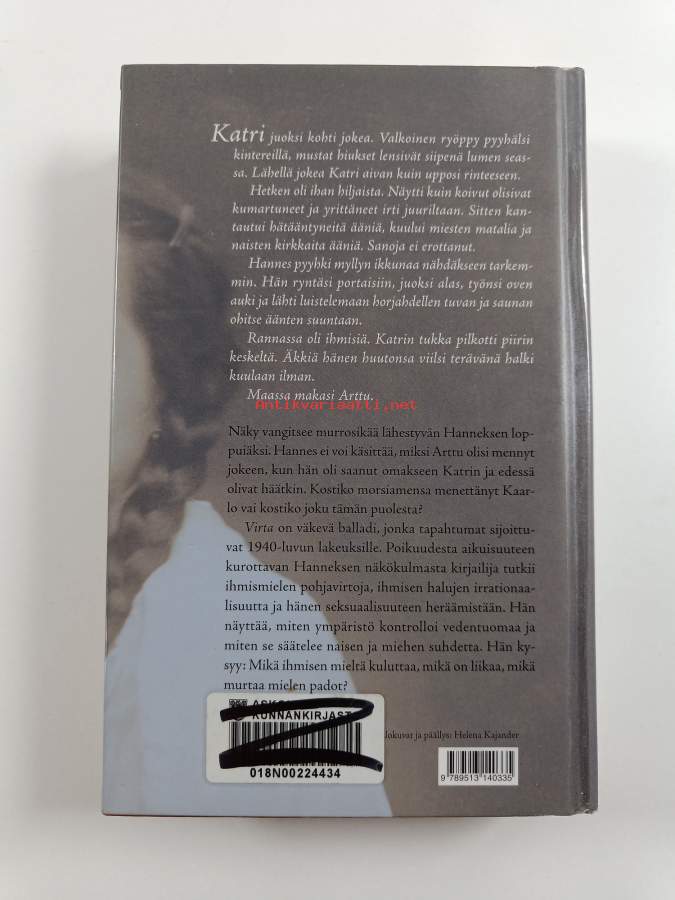 Katri juoksi kohti jokea. Valkoinen ryöppy pyyhälsi
kintereillä, mustat hiukset lensivät siipenä lumen seas-
sa. Lähellä jokea Katri aivan kuin upposi rinteeseen.
Hetken oli ihan hiljaista. Näytti kuin koivut olisivat
kumartuneet ja yrittäneet irti juuriltaan. Sitten kan-
tautui hätääntyneitä ääniä, kuului miesten matalia ja
naisten kirkkaita ääniä. Sanoja ei erottanut.
Hannes pyyhki myllyn ikkunaa nähdäkseen tarkem-
min. Hän ryntäsi portaisiin, juoksi alas, työnsi oven
auki ja lähti luistelemaan horjahdellen tuvan ja saunan
ohitse äänten suuntaan.
Rannassa oli ihmisiä. Katrin tukka pilkotti piirin
keskeltä. Äkkiä hänen huutonsa viilsi terävänä halki
kuulaan ilman.
Maassa makasi Arttu.
Antikvariaatti.net
Näky vangitsee murrosikää lähestyvän Hanneksen lop-
puiäksi. Hannes ei voi käsittää, miksi Arttu olisi mennyt
jokeen, kun hän oli saanut omakseen Katrin ja edessä
olivat häätkin. Kostiko morsiamensa menettänyt Kaar-
lo vai kostiko joku tämän puolesta?
Virta on väkevä balladi, jonka tapahtumat sijoittu-
vat 1940-luvun lakeuksille. Poikuudesta aikuisuuteen
kurottavan Hanneksen näkökulmasta kirjailija tutkii
ihmismielen pohjavirtoja, ihmisen halujen irrationaa-
lisuutta ja hänen seksuaalisuuteen heräämistään. Hän
näyttää, miten ympäristö kontrolloi vedentuomaa ja
miten se säätelee naisen ja miehen suhdetta. Hän ky-
syy: Mikä ihmisen mieltä kuluttaa, mikä on liikaa, mikä
murtaa mielen padot?
KUNNANKIRJAST
018N00224434
ja päällys: Helena Kajander
9 789513 140335